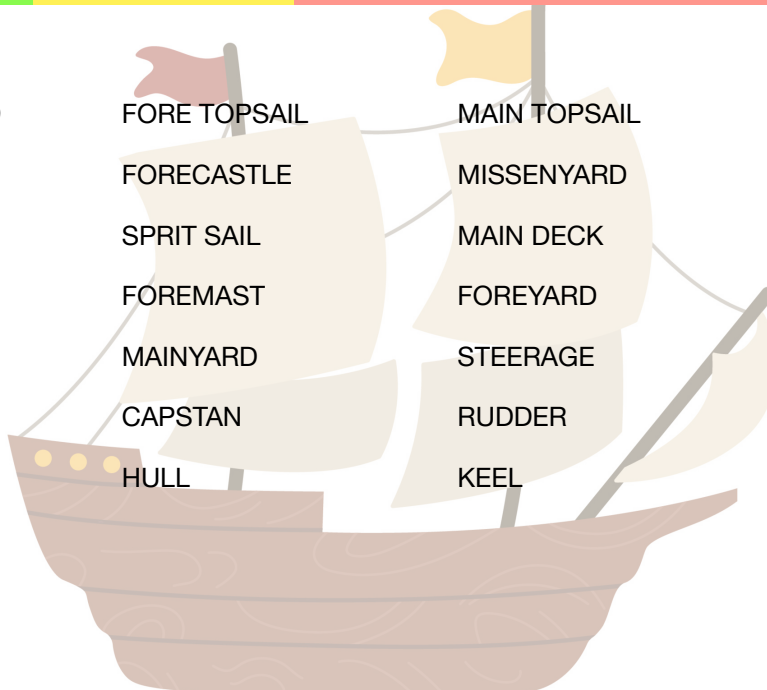 FORE TOPSAIL MAIN TOPSAIL
FORECASTLE MISSENYARD
SPRIT SAIL MAIN DECK
FOREMAST FOREYARD
MAINYARD STEERAGE
CAPSTAN RUDDER
HULL KEEL